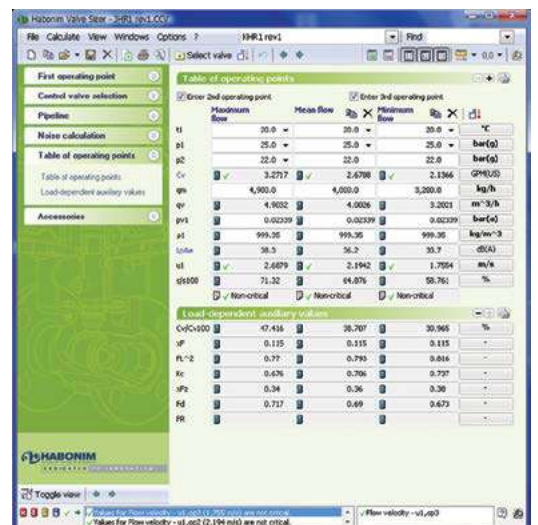 Habonim Valve Sizer - 3HR1 rev1.CCV
File Calculate View Windows Options ? KHR1 rev1 Find
Select valve 0,0
First operating point
Control valve selection
Pipeline
Noise calculation
Table of operating points
Table of operating points
Load-dependent auxiliary values
Accessories
Table of operating points
Enter 2nd operating point Enter 3rd operating point
Maximum flow Mean flow Minimum flow
t1 20.0 20.0 20.0 °C
p1 25.0 25.0 25.0 bar(g)
p2 22.0 22.0 22.0 bar(g)
Cv 3.2717 2.6708 2.1366 GPM(US)
qm 4,900.0 4,000.0 3,200.0 kg/h
qv 4.9032 4.0026 3.2021 m^3/h
pv1 0.02339 0.02339 0.02339 bar(a)
ρ1 999.35 999.35 999.35 kg/m^3
38.3 36.2 33.7 dB(A)
u1 2.6879 2.1942 1.7554 m/s
s/s100 71.32 64.076 58.761 %
Non-critical Non-critical Non-critical
Load-dependent auxiliary values
Cv/Cv100 47.416 38.707 30.965 %
xF 0.115 0.115 0.115 -
FL^2 0.77 0.793 0.816 -
Kc 0.676 0.706 0.737 -
xFz 0.34 0.36 0.38 -
Fd 0.717 0.69 0.673 -
FR -
HABONIM
Toggle view
Values for Flow velocity - u1,op3 (1.755 m/s) are not critical.
Values for Flow velocity - u1,op2 (2.194 m/s) are not critical.
Flow velocity - u1,op3